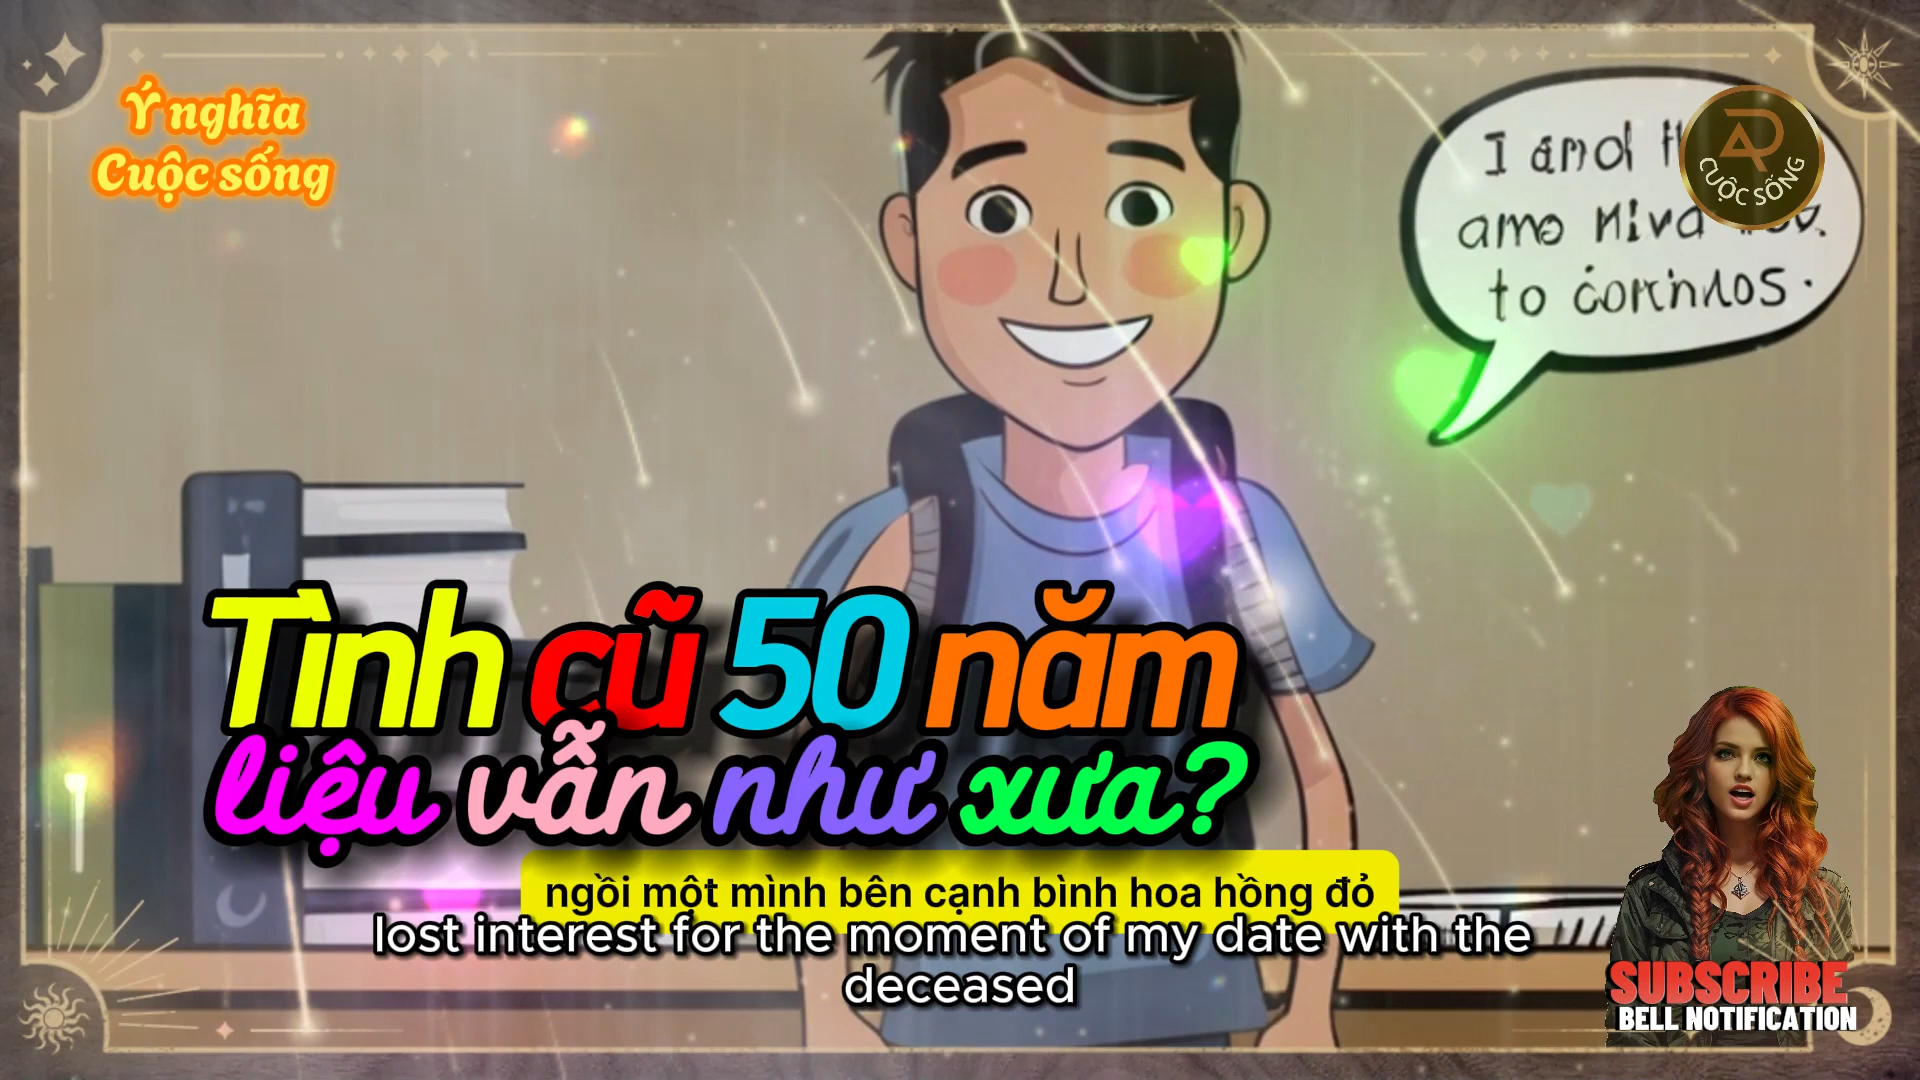 Ý nghĩa
Cuộc sống
CUỘC SỐNG
to
Tình cũ 50 năm
liệu vẫn như xưa?
ngồi một mình bên cạnh bình hoa hồng đỏ
lost interest for the moment of my date with the
deceased
SUBSCRIBE
BELL NOTIFICATION